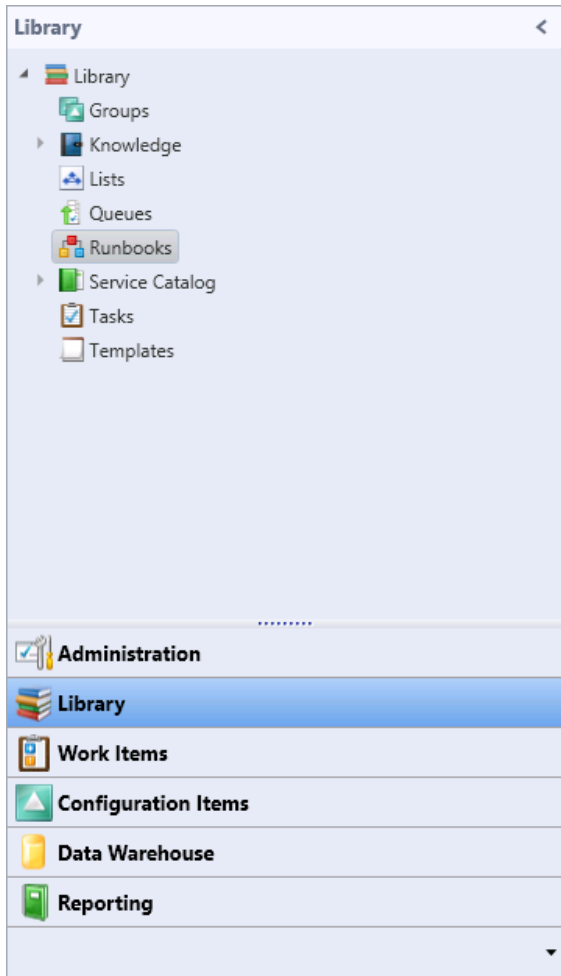 Library
Library
Groups
Knowledge
Lists
Queues
Runbooks
Service Catalog
Tasks
Templates
Administration
Library
Work Items
Configuration Items
Data Warehouse
Reporting